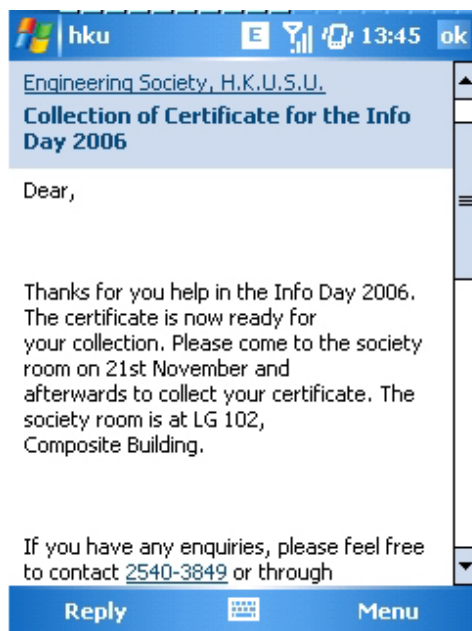 hku E 13:45 ok
Engineering Society, H.K.U.S.U.
Collection of Certificate for the Info
Day 2006
Dear,
Thanks for you help in the Info Day 2006.
The certificate is now ready for
your collection. Please come to the society
room on 21st November and
afterwards to collect your certificate. The
society room is at LG 102,
Composite Building.
If you have any enquiries, please feel free
to contact 2540-3849 or through
Reply Menu